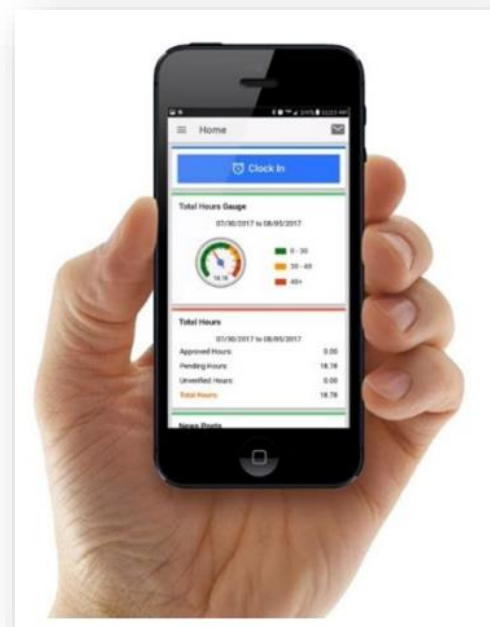 Home
Clock In
Total Hours Gauge
07/30/2017 to 08/05/2017
0 - 30
30 - 40
40+
18.78
Total Hours
07/30/2017 to 08/05/2017
Approved Hours: 0.00
Pending Hours: 18.78
Unverified Hours: 0.00
Total Hours: 18.78
News Posts